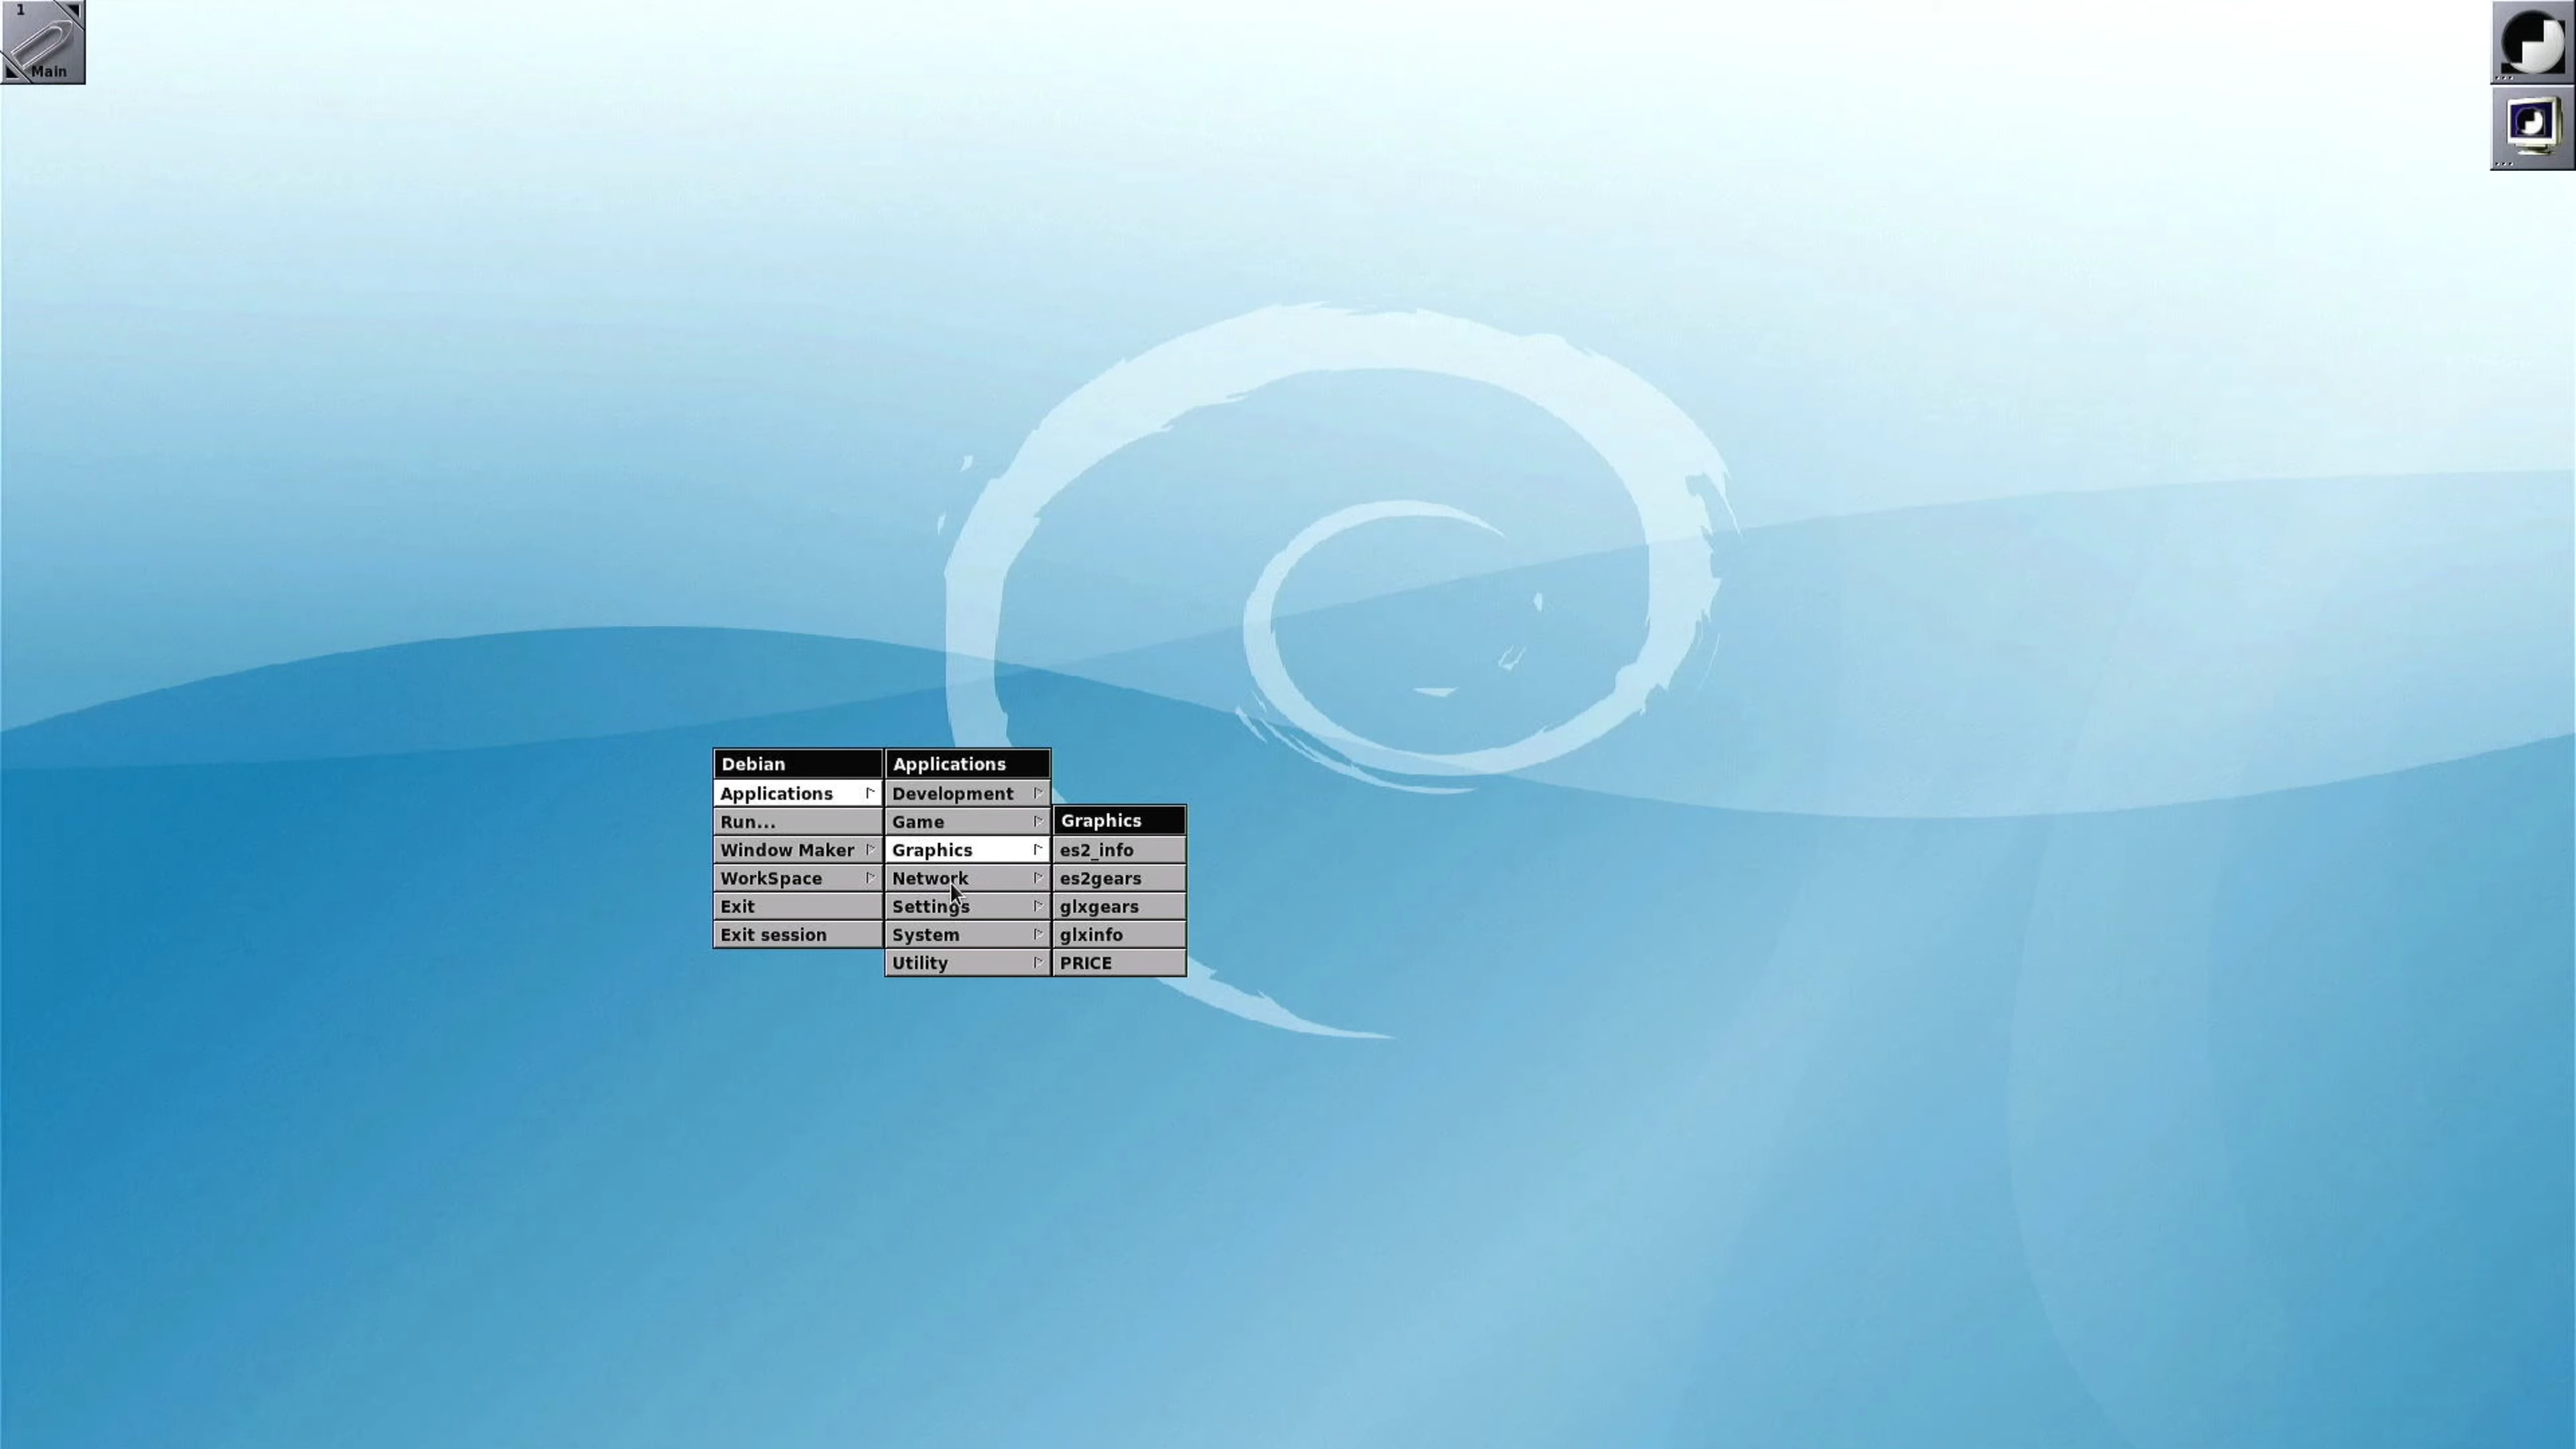 1
Main
Debian
Applications
Run...
Window Maker
WorkSpace
Exit
Exit session
Applications
Development
Game
Graphics
Network
Settings
System
Utility
Graphics
es2_info
es2gears
glxgears
glxinfo
PRICE